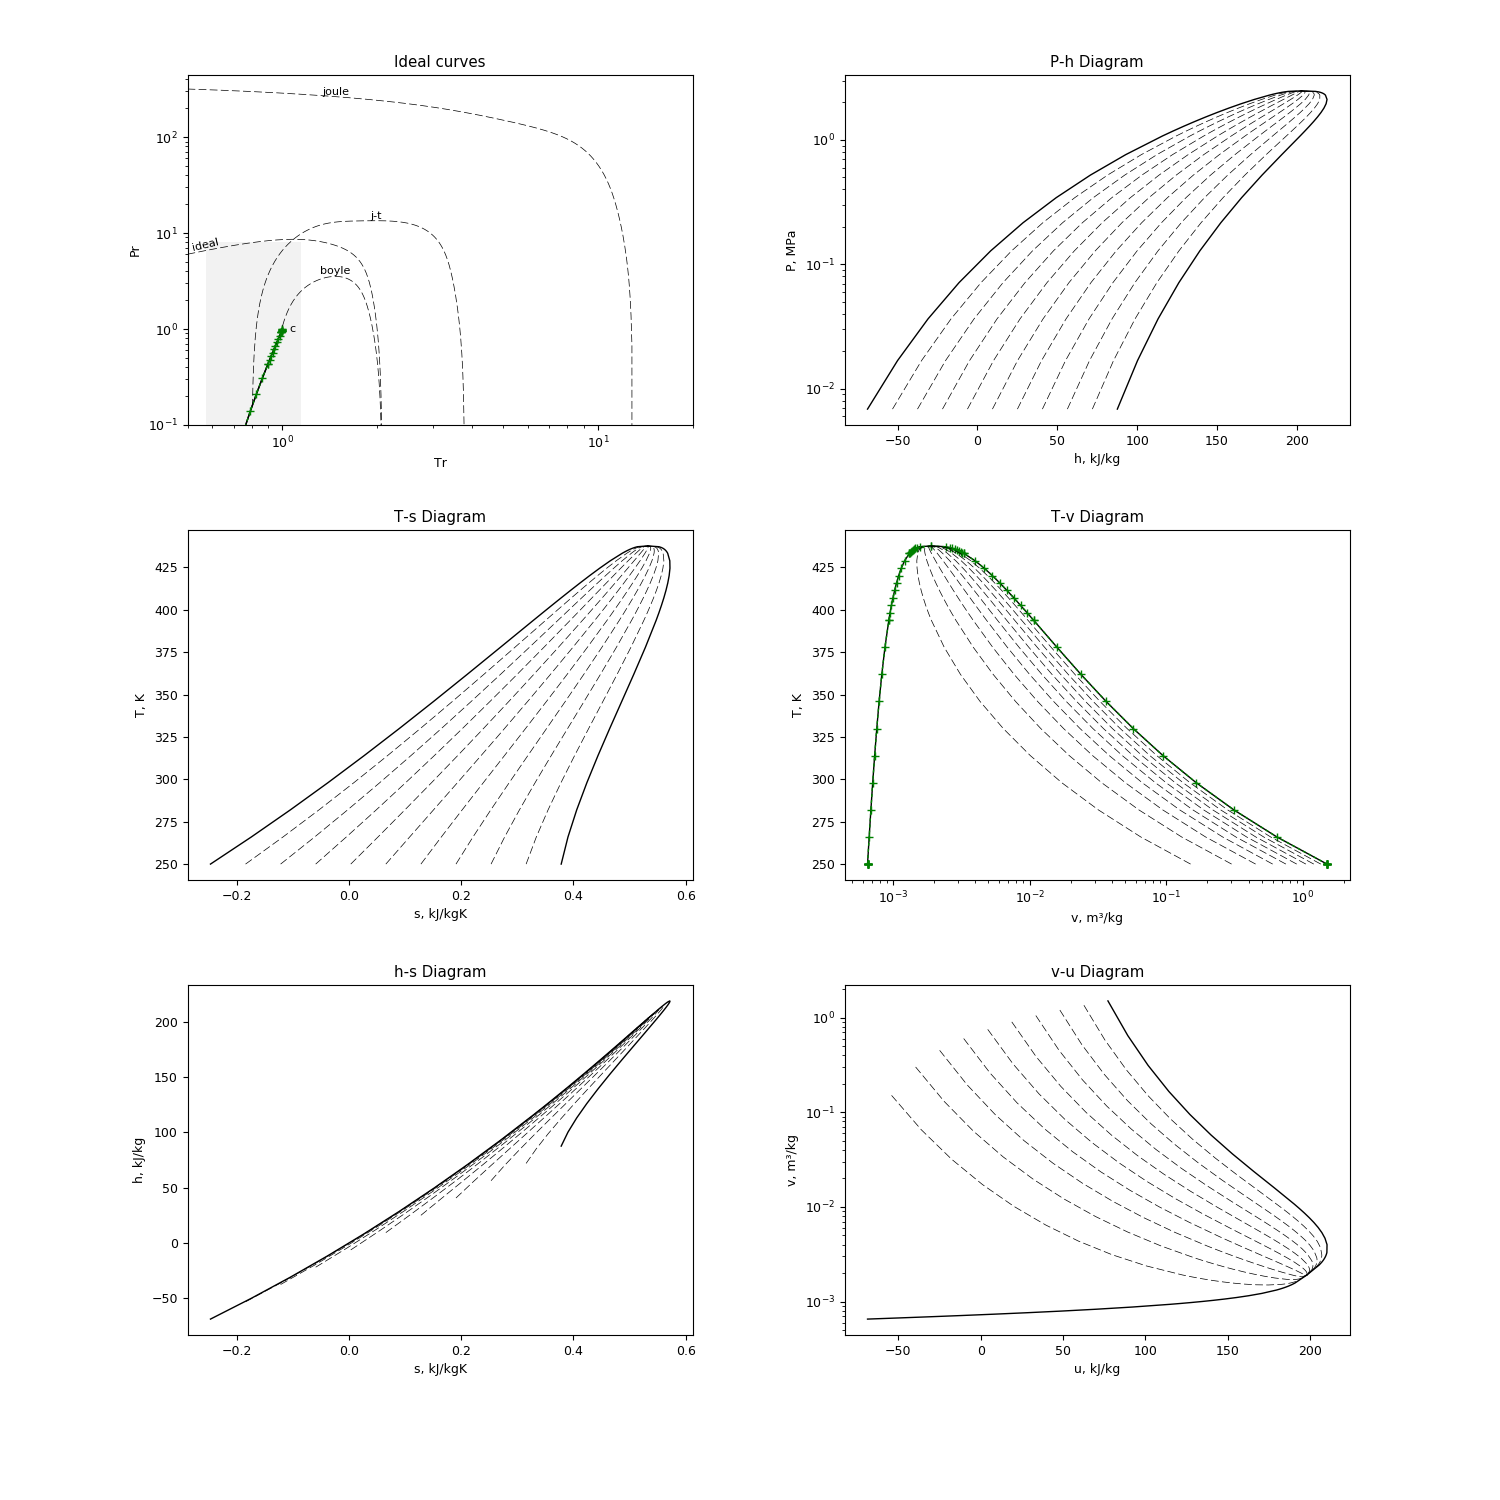 Ideal curves
10²
10¹
10⁰
10⁻¹
Pr
joule
j-t
ideal
boyle
c
10⁰ 10¹
Tr
P-h Diagram
10⁰
10⁻¹
10⁻²
P, MPa
−50 0 50 100 150 200
h, kJ/kg
T-s Diagram
425
400
375
350
325
300
275
250
T, K
−0.2 0.0 0.2 0.4 0.6
s, kJ/kgK
T-v Diagram
425
400
375
350
325
300
275
250
T, K
10⁻³ 10⁻² 10⁻¹ 10⁰
v, m³/kg
h-s Diagram
200
150
100
50
0
−50
h, kJ/kg
−0.2 0.0 0.2 0.4 0.6
s, kJ/kgK
v-u Diagram
10⁰
10⁻¹
10⁻²
10⁻³
v, m³/kg
−50 0 50 100 150 200
u, kJ/kg